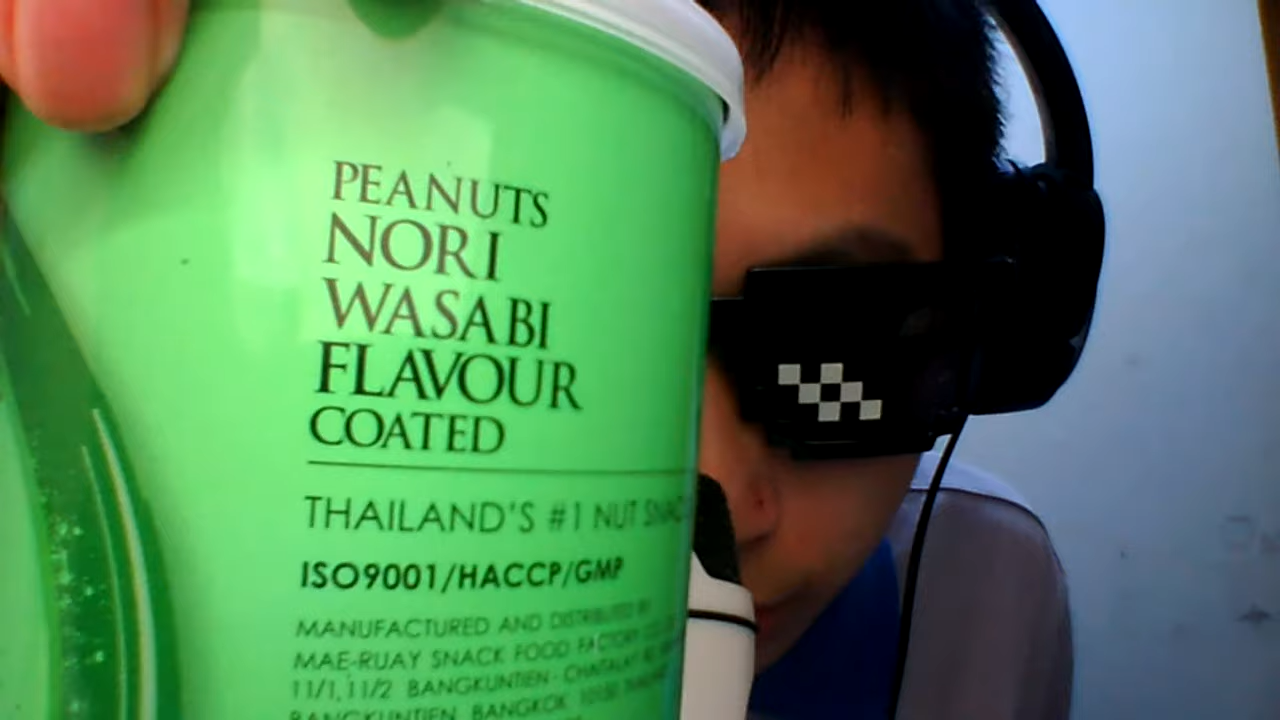 PEANUTS
NORI
WASABI
FLAVOUR
COATED
THAILAND'S #1 NUT
ISO9001/HACCP/GMP
MANUFACTURED AND DISTRIBUTED BY
MAE-RUAY SNACK FOOD FACTORY
11/1,11/2 BANGKUNTIEN-
BANGKUNTIEN, BANGKOK